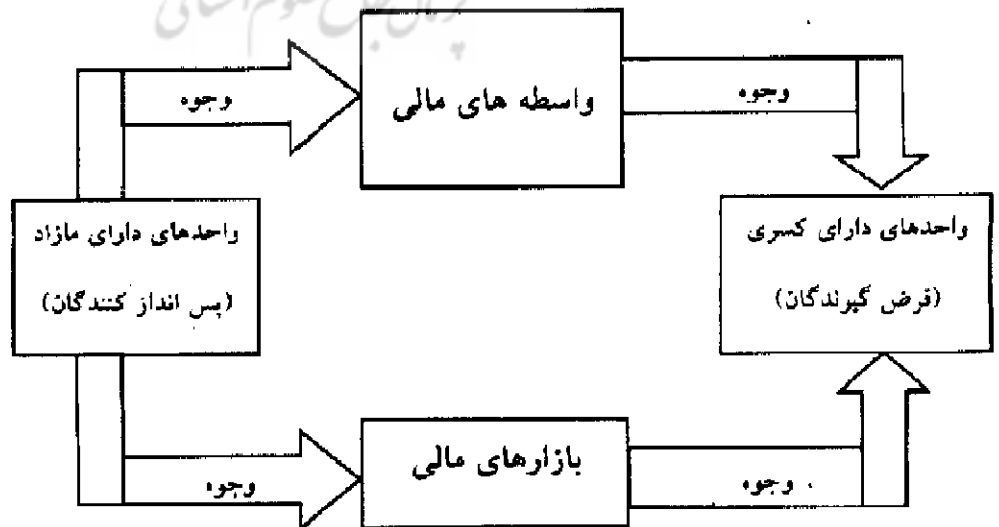 وجوه
واسطه های مالی
وجوه
واحدهای دارای مازاد
(پس انداز کنندگان)
واحدهای دارای کسری
(قرض گیرندگان)
وجوه
بازارهای مالی
وجوه